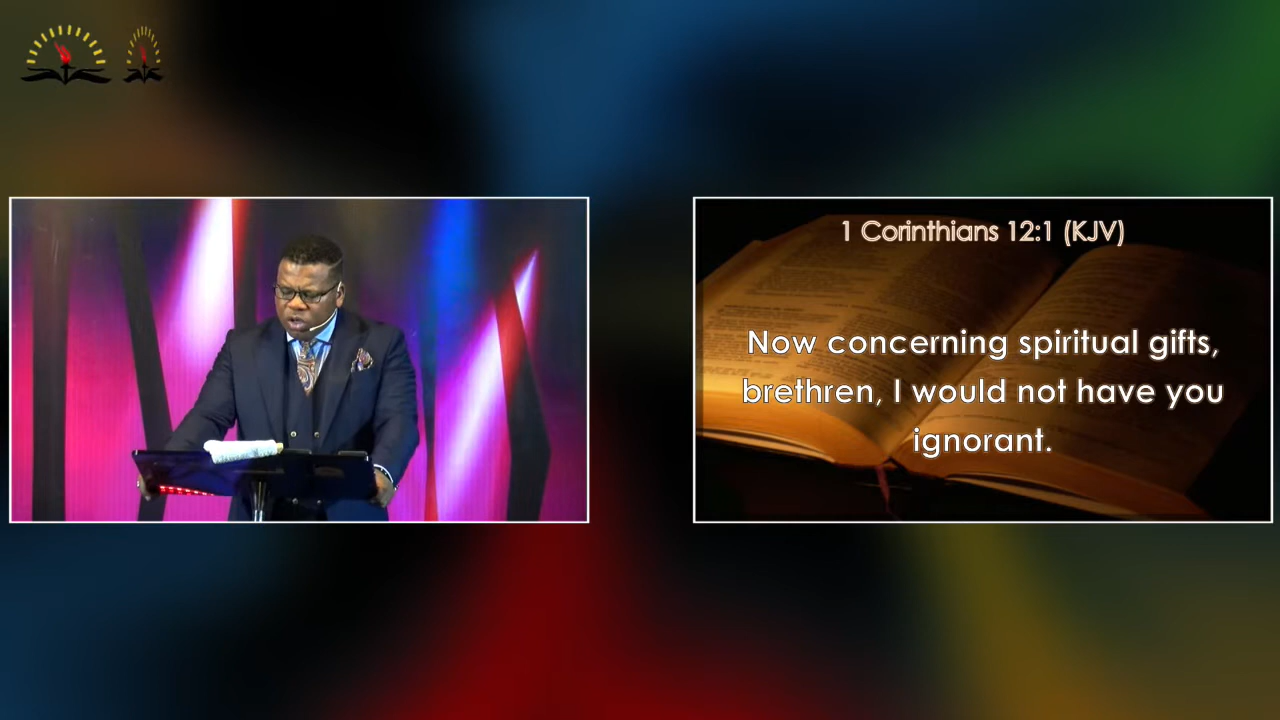 1 Corinthians 12:1 (KJV)
Now concerning spiritual gifts,
brethren, I would not have you
ignorant.